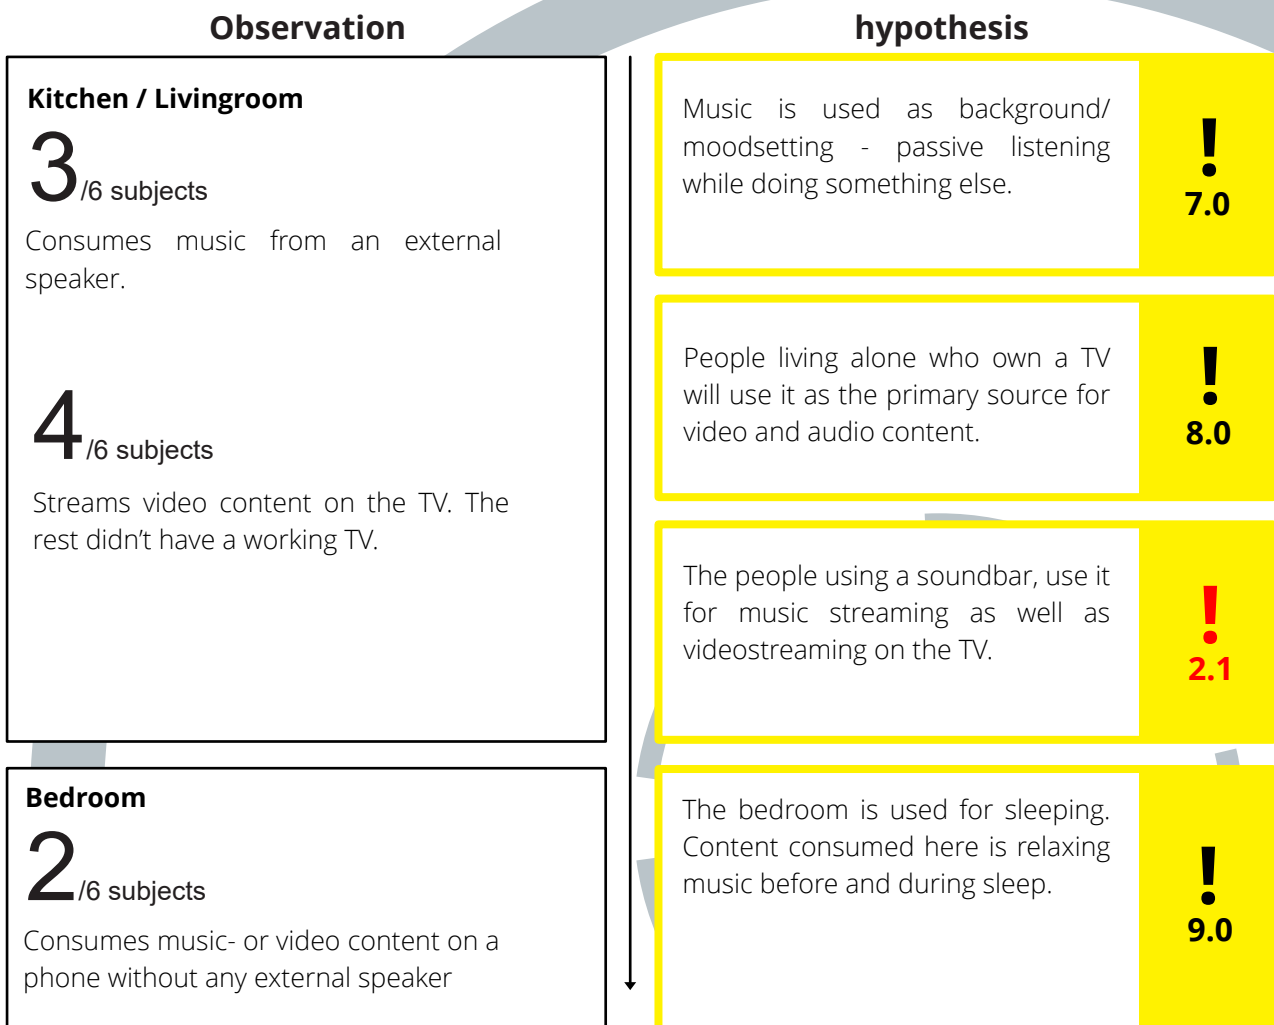 Observation
hypothesis
Kitchen / Livingroom
3/6 subjects
Consumes music from an external
speaker.
4/6 subjects
Streams video content on the TV. The
rest didn’t have a working TV.
Music is used as background/
moodsetting - passive listening
while doing something else.
!
7.0
People living alone who own a TV
will use it as the primary source for
video and audio content.
!
8.0
The people using a soundbar, use it
for music streaming as well as
videostreaming on the TV.
!
2.1
Bedroom
2/6 subjects
Consumes music- or video content on a
phone without any external speaker
The bedroom is used for sleeping.
Content consumed here is relaxing
music before and during sleep.
!
9.0